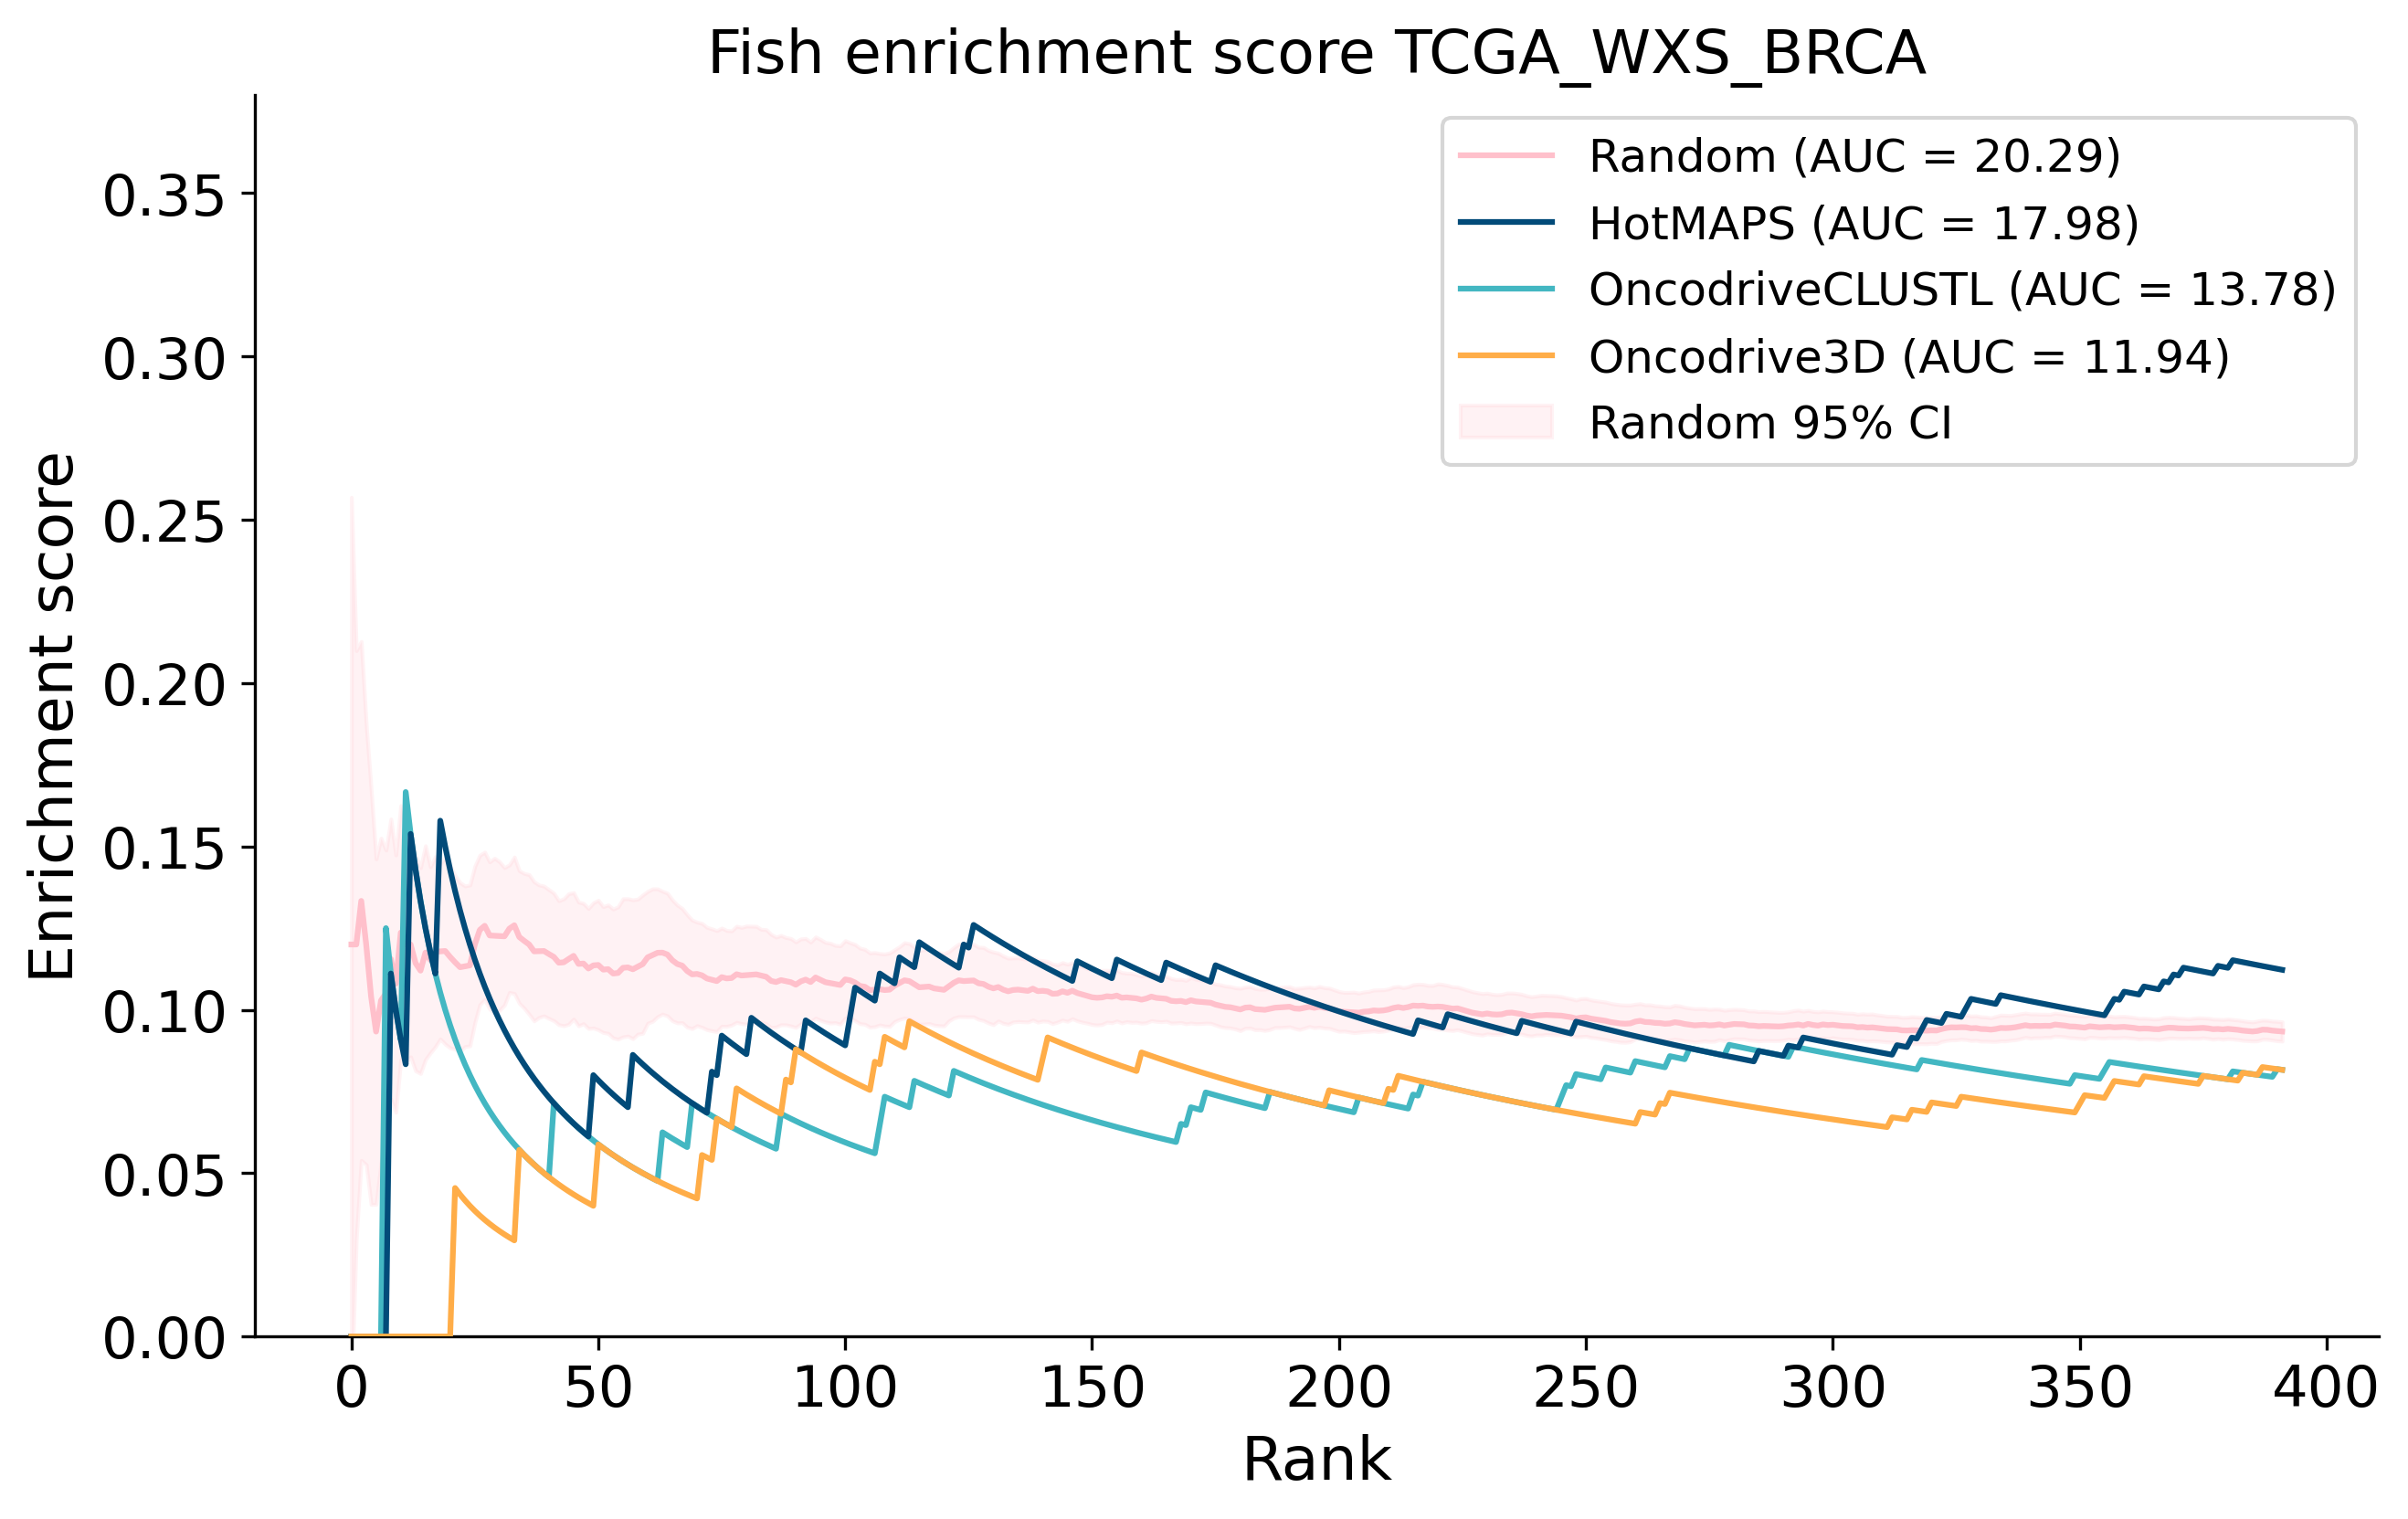 Fish enrichment score TCGA_WXS_BRCA
Random (AUC = 20.29)
HotMAPS (AUC = 17.98)
OncodriveCLUSTL (AUC = 13.78)
Oncodrive3D (AUC = 11.94)
Random 95% CI
Enrichment score
0.35
0.30
0.25
0.20
0.15
0.10
0.05
0.00
0 50 100 150 200 250 300 350 400
Rank